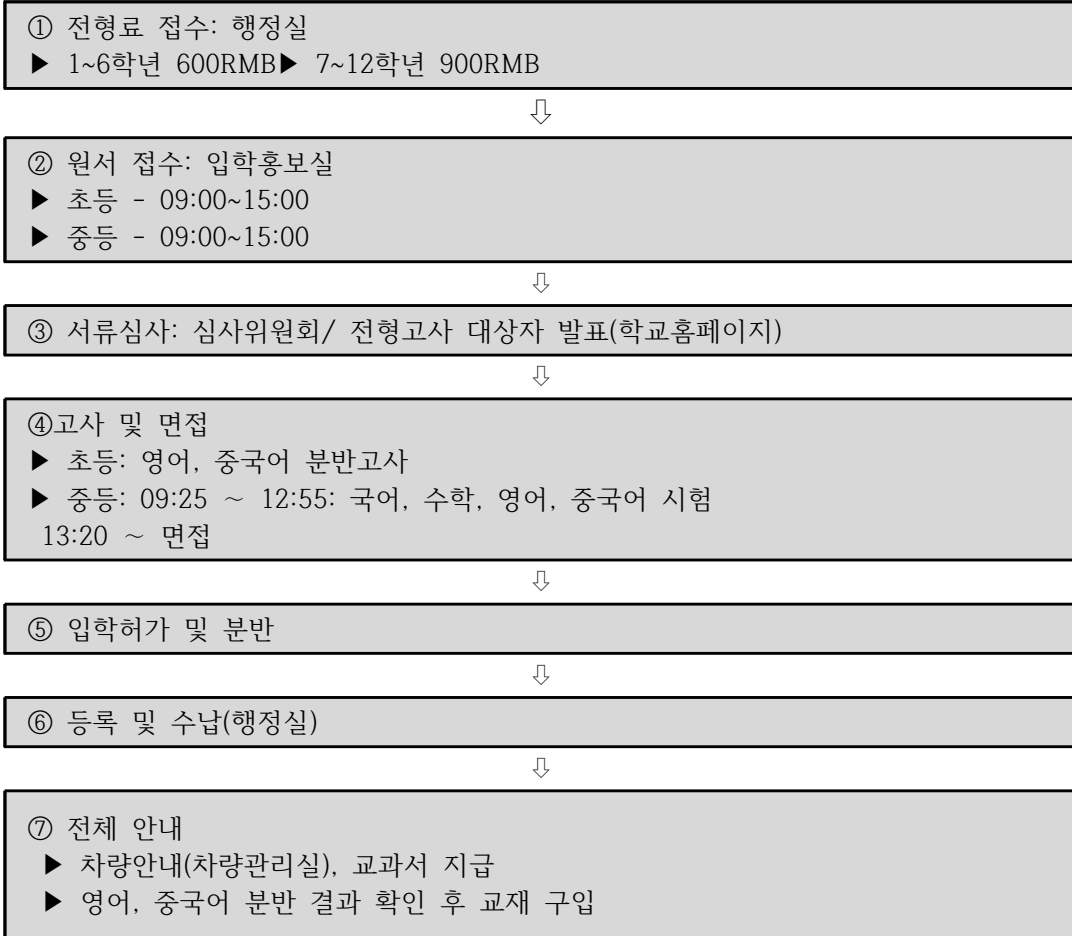 ① 전형료 접수: 행정실
▶ 1~6학년 600RMB▶ 7~12학년 900RMB
⇩
② 원서 접수: 입학홍보실
▶ 초등 - 09:00~15:00
▶ 중등 - 09:00~15:00
⇩
③ 서류심사: 심사위원회/ 전형고사 대상자 발표(학교홈페이지)
⇩
④고사 및 면접
▶ 초등: 영어, 중국어 분반고사
▶ 중등: 09:25 ～ 12:55: 국어, 수학, 영어, 중국어 시험
13:20 ～ 면접
⇩
⑤ 입학허가 및 분반
⇩
⑥ 등록 및 수납(행정실)
⇩
⑦ 전체 안내
▶ 차량안내(차량관리실), 교과서 지급
▶ 영어, 중국어 분반 결과 확인 후 교재 구입